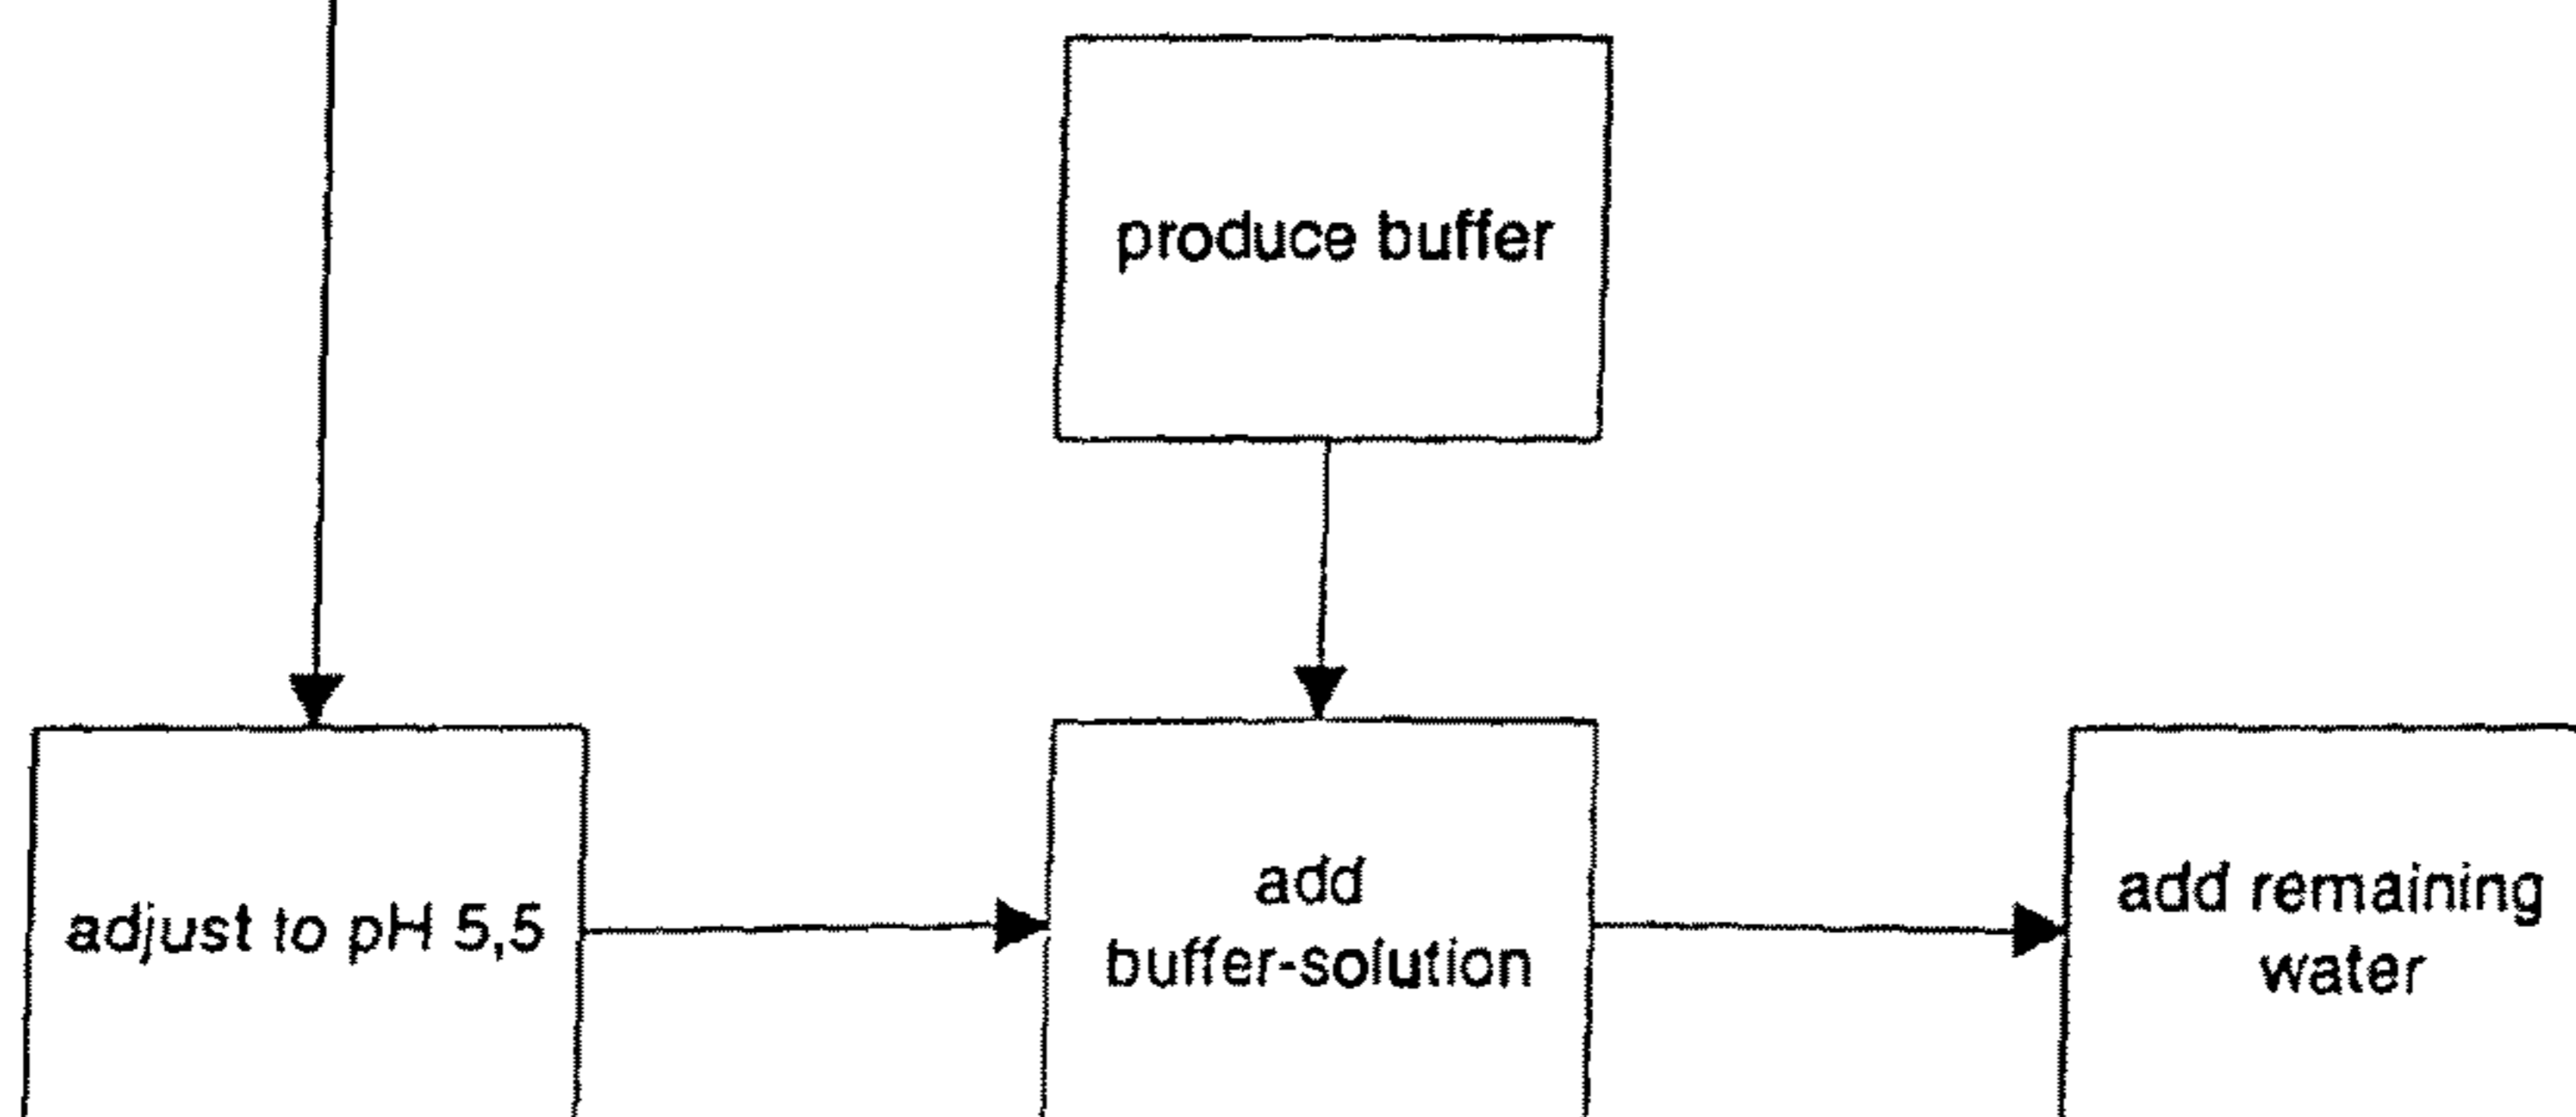 produce buffer
adjust to pH 5,5
add
buffer-solution
add remaining
water